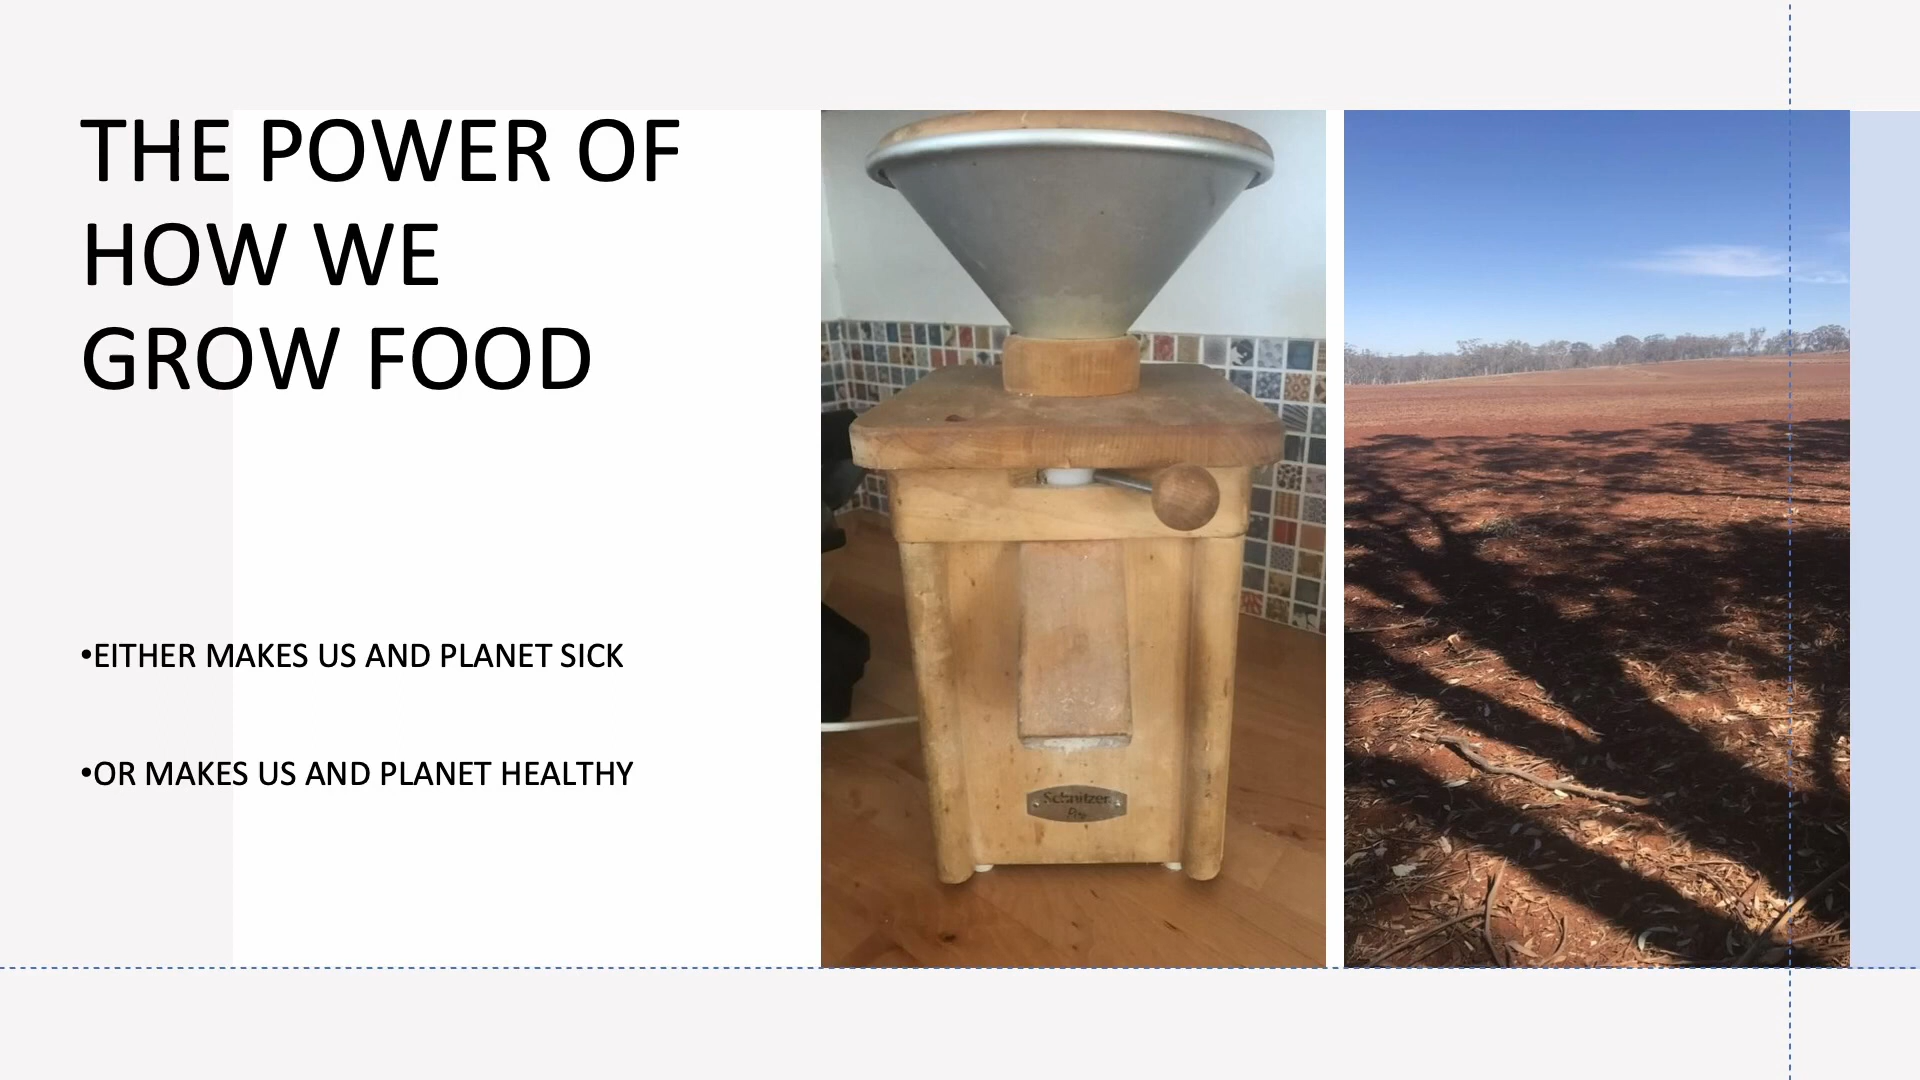 THE POWER OF
HOW WE
GROW FOOD
•EITHER MAKES US AND PLANET SICK
•OR MAKES US AND PLANET HEALTHY
Schnitzer